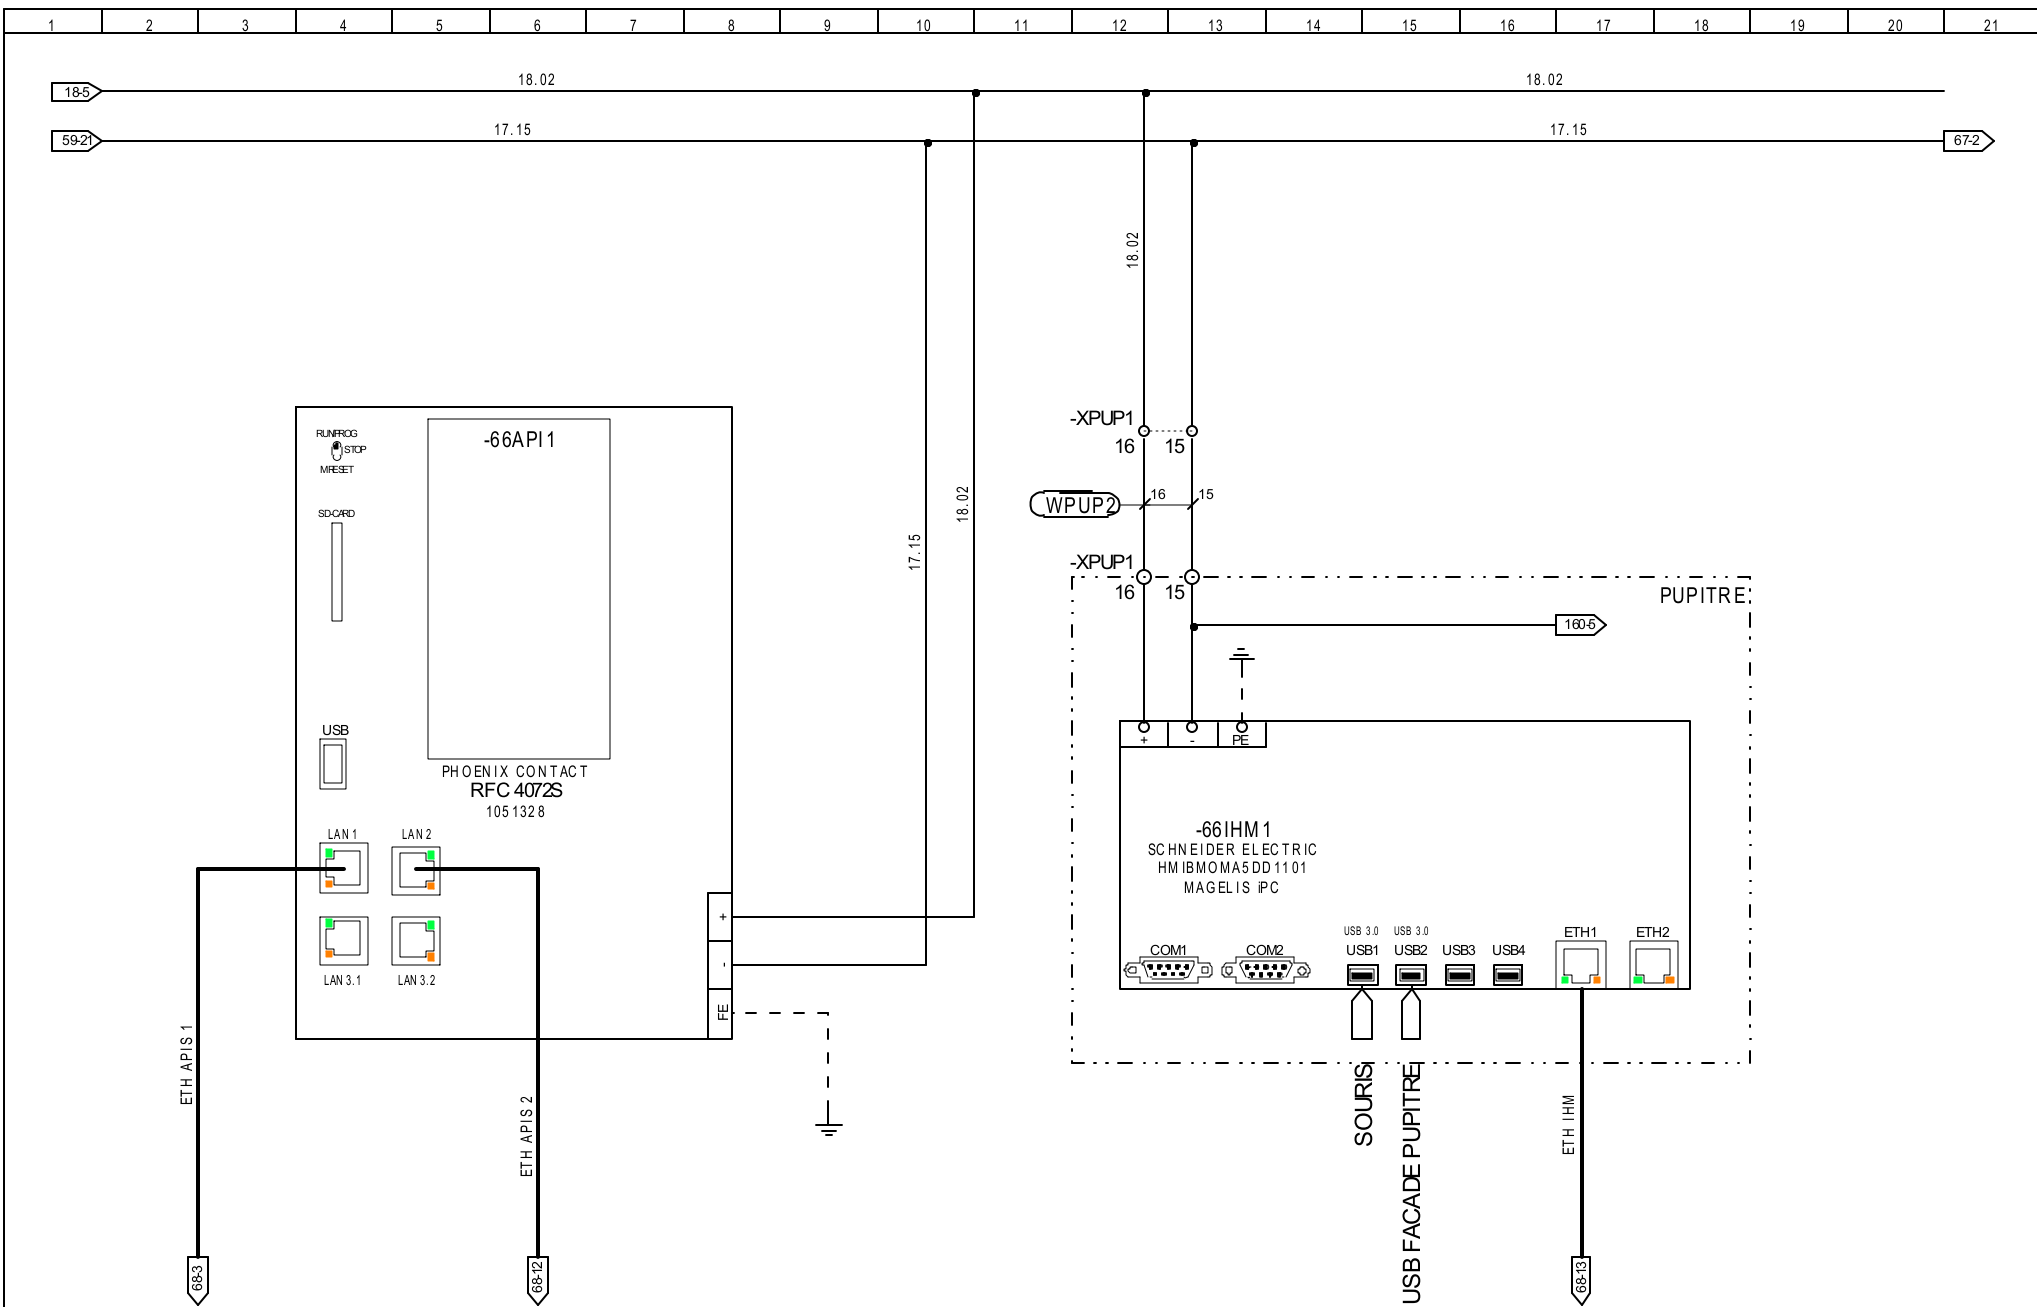 1 2 3 4 5 6 7 8 9 10 11 12 13 14 15 16 17 18 19 20 21
18-5 18.02 18.02
59-21 17.15 17.15 67-2
18.02
-XPUP1
16 15
RUN/PROG
STOP
MRESET
-66API1
SD-CARD
18.02
17.15
WPUP2 16 15
-XPUP1
16 15
PUPITRE
160-5
USB
PHOENIX CONTACT
RFC 4072S
1051328
+ - PE
LAN 1 LAN 2
-66IHM1
SCHNEIDER ELECTRIC
HMIBMOMA5DD1101
MAGELIS iPC
+
-
FE
LAN 3.1 LAN 3.2
USB 3.0 USB 3.0
COM1 COM2 USB1 USB2 USB3 USB4 ETH1 ETH2
ETH APIS 1
ETH APIS 2
SOURIS
USB FACADE PUPITRE
ETH IHM
68-3
68-12
68-13